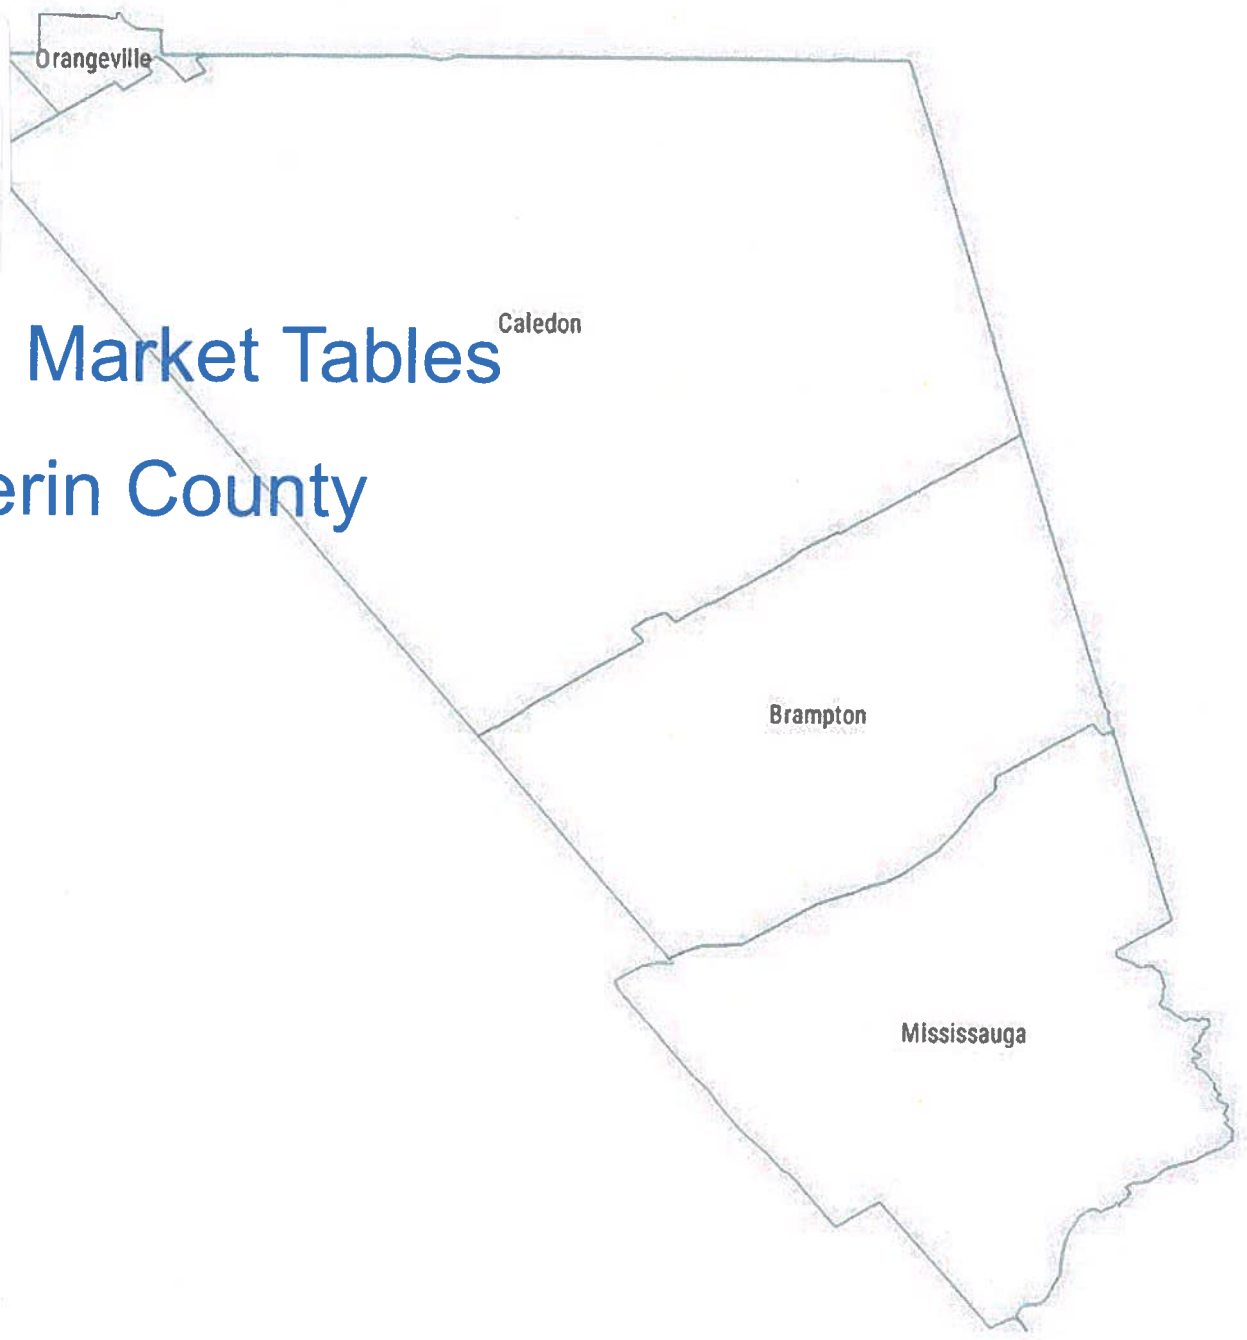 Orangeville
Caledon
Market Tables
erin County
Brampton
Mississauga